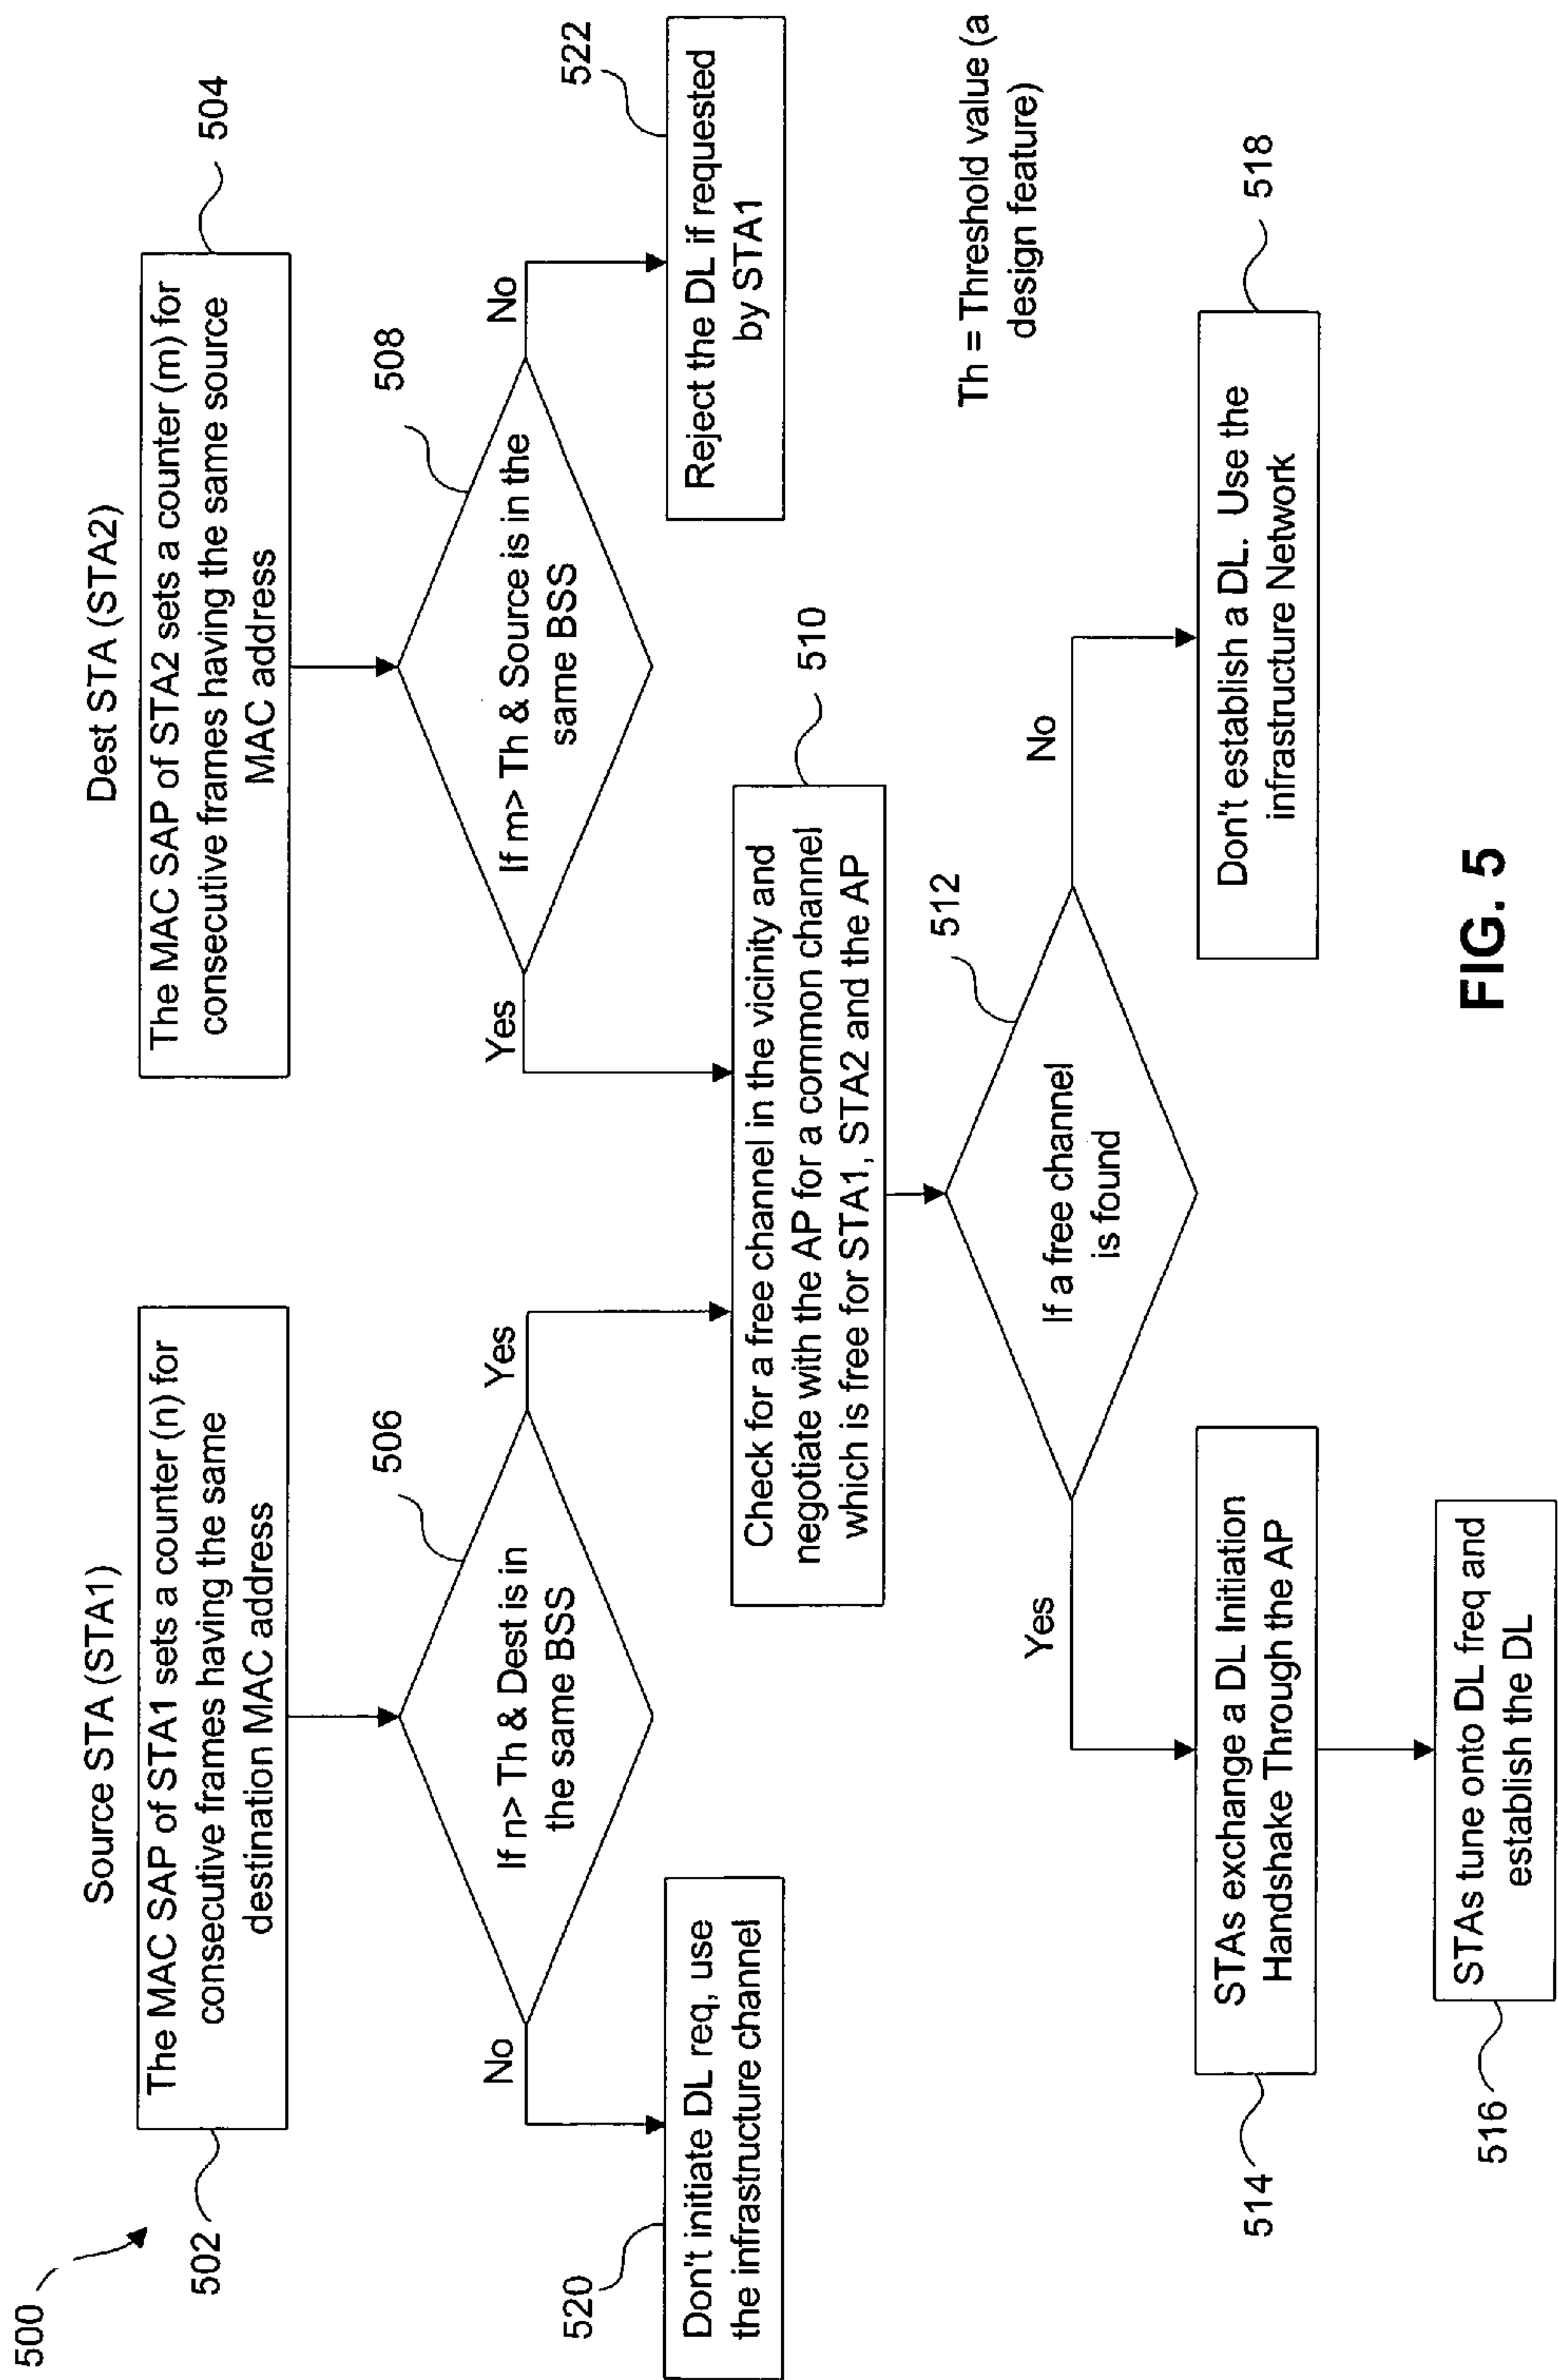 500
Source STA (STA1)
502
The MAC SAP of STA1 sets a counter (n) for
consecutive frames having the same
destination MAC address
Dest STA (STA2)
504
The MAC SAP of STA2 sets a counter (m) for
consecutive frames having the same source
MAC address
506
If n> Th & Dest is in
the same BSS
No
Yes
508
If m> Th & Source is in the
same BSS
Yes
No
520
Don't initiate DL req, use
the infrastructure channel
522
Reject the DL if requested
by STA1
510
Check for a free channel in the vicinity and
negotiate with the AP for a common channel
which is free for STA1, STA2 and the AP
Th = Threshold value (a
design feature)
512
If a free channel
is found
Yes
No
514
STAs exchange a DL Initiation
Handshake Through the AP
518
Don't establish a DL. Use the
infrastructure Network
516
STAs tune onto DL freq and
establish the DL
FIG. 5